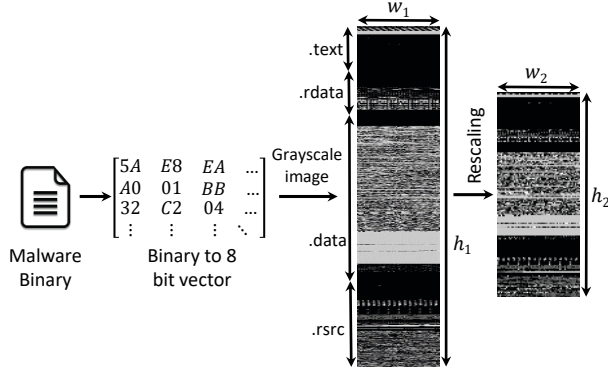 Malware
Binary
5A E8 EA ...
A0 01 BB ...
32 C2 04 ...
⋮ ⋮ ⋮ ⋱
Binary to 8
bit vector
Grayscale
image
w₁
.text
.rdata
.data
.rsrc
h₁
Rescaling
w₂
h₂